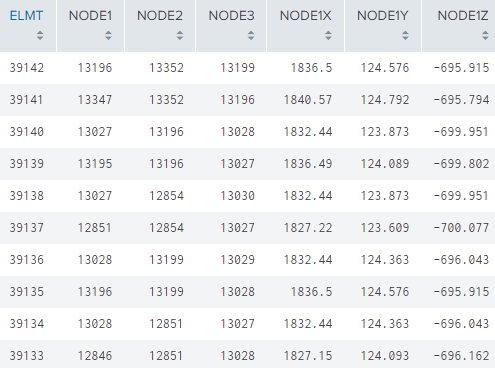 ELMT NODE1 NODE2 NODE3 NODE1X NODE1Y NODE1Z
39142 13196 13352 13199 1836.5 124.576 -695.915
39141 13347 13352 13196 1840.57 124.792 -695.794
39140 13027 13196 13028 1832.44 123.873 -699.951
39139 13195 13196 13027 1836.49 124.089 -699.802
39138 13027 12854 13030 1832.44 123.873 -699.951
39137 12851 12854 13027 1827.22 123.609 -700.077
39136 13028 13199 13029 1832.44 124.363 -696.043
39135 13196 13199 13028 1836.5 124.576 -695.915
39134 13028 12851 13027 1832.44 124.363 -696.043
39133 12846 12851 13028 1827.15 124.093 -696.162